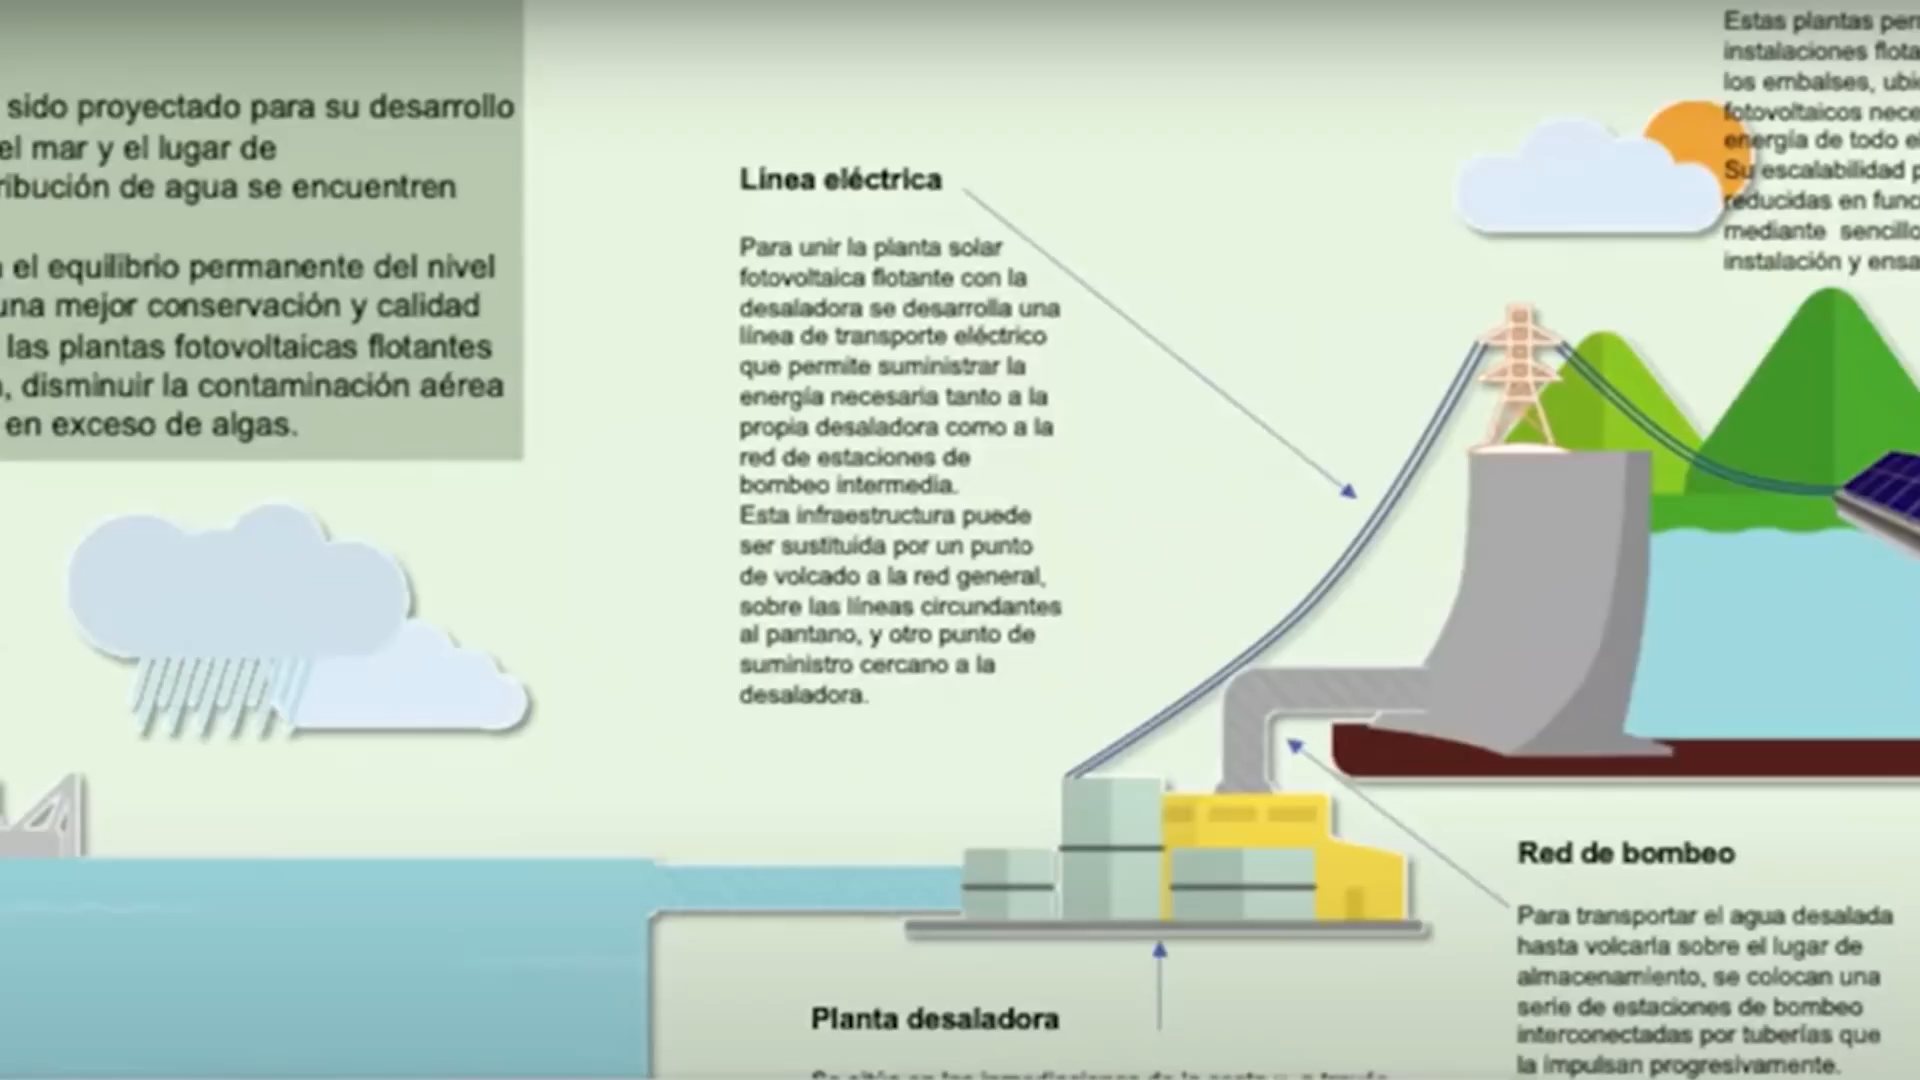 sido proyectado para su desarrollo
el mar y el lugar de
ribución de agua se encuentren
el equilibrio permanente del nivel
una mejor conservación y calidad
las plantas fotovoltaicas flotantes
, disminuir la contaminación aérea
en exceso de algas.
Línea eléctrica
Para unir la planta solar
fotovoltaica flotante con la
desaladora se desarrolla una
línea de transporte eléctrico
que permite suministrar la
energía necesaria tanto a la
propia desaladora como a la
red de estaciones de
bombeo intermedia.
Esta infraestructura puede
ser sustituida por un punto
de volcado a la red general,
sobre las líneas circundantes
al pantano, y otro punto de
suministro cercano a la
desaladora.
Estas plantas per
instalaciones flota
los embalses, ubi
fotovoltaicos nece
energía de todo e
Su escalabilidad p
reducidas en func
mediante sencillo
instalación y ensa
Red de bombeo
Para transportar el agua desalada
hasta volcarla sobre el lugar de
almacenamiento, se colocan una
serie de estaciones de bombeo
interconectadas por tuberías que
la impulsan progresivamente.
Planta desaladora